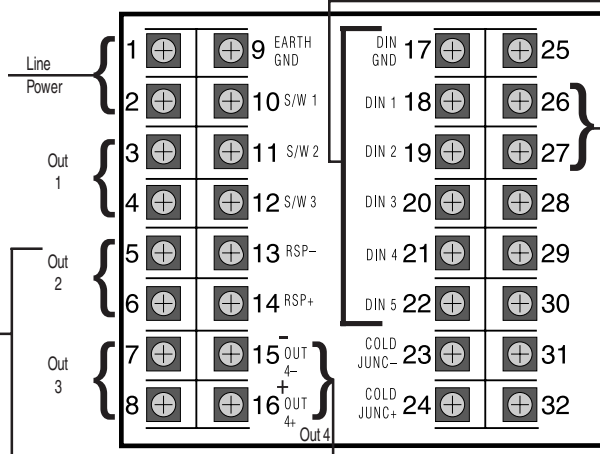 Line
Power
1
9 EARTH
GND
DIN
GND 17
25
2
10 S/W 1
DIN 1 18
26
Out
1
3
11 S/W 2
DIN 2 19
27
4
12 S/W 3
DIN 3 20
28
Out
2
5
13 RSP–
DIN 4 21
29
6
14 RSP+
DIN 5 22
30
Out
3
7
–
15 OUT
4–
COLD
JUNC– 23
31
8
+
16 OUT
4+
COLD
JUNC+ 24
32
Out 4